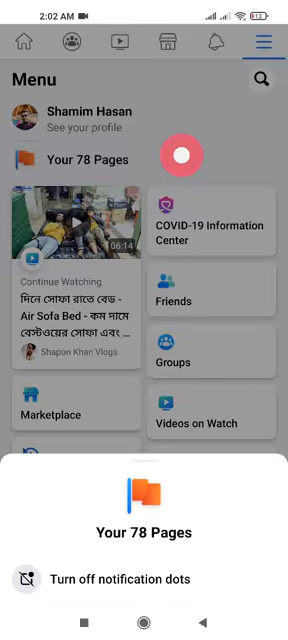 2:02 AM
13
Menu
Shamim Hasan
See your profile
Your 78 Pages
06:14
Continue Watching
দিনে সোফা রাতে বেড -
Air Sofa Bed - কম দামে
বেস্টওয়ের সোফা এবং ...
Shapon Khan Vlogs
Marketplace
COVID-19 Information
Center
Friends
Groups
Videos on Watch
Your 78 Pages
Turn off notification dots